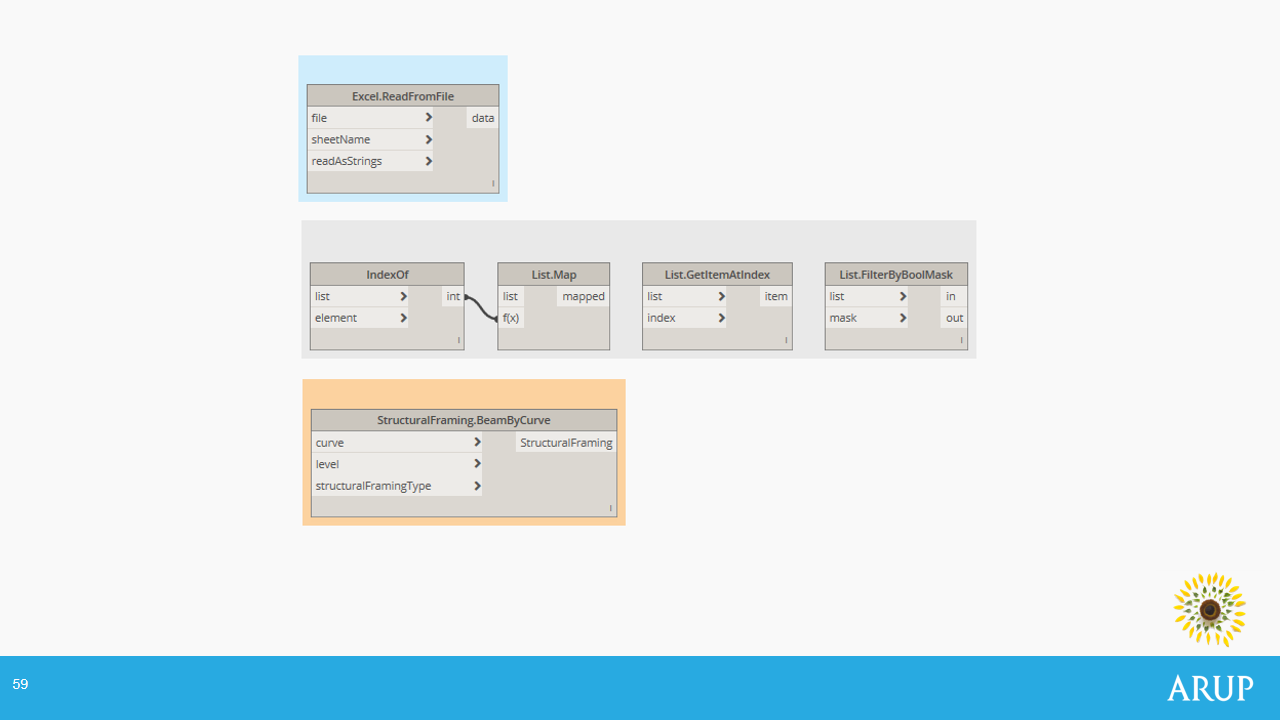 Excel.ReadFromFile
file > data
sheetName >
readAsStrings >
IndexOf
list > int
element >
List.Map
list mapped
f(x)
List.GetItemAtIndex
list > item
index >
List.FilterByBoolMask
list > in
mask > out
StructuralFraming.BeamByCurve
curve > StructuralFraming
level >
structuralFramingType >
59
ARUP